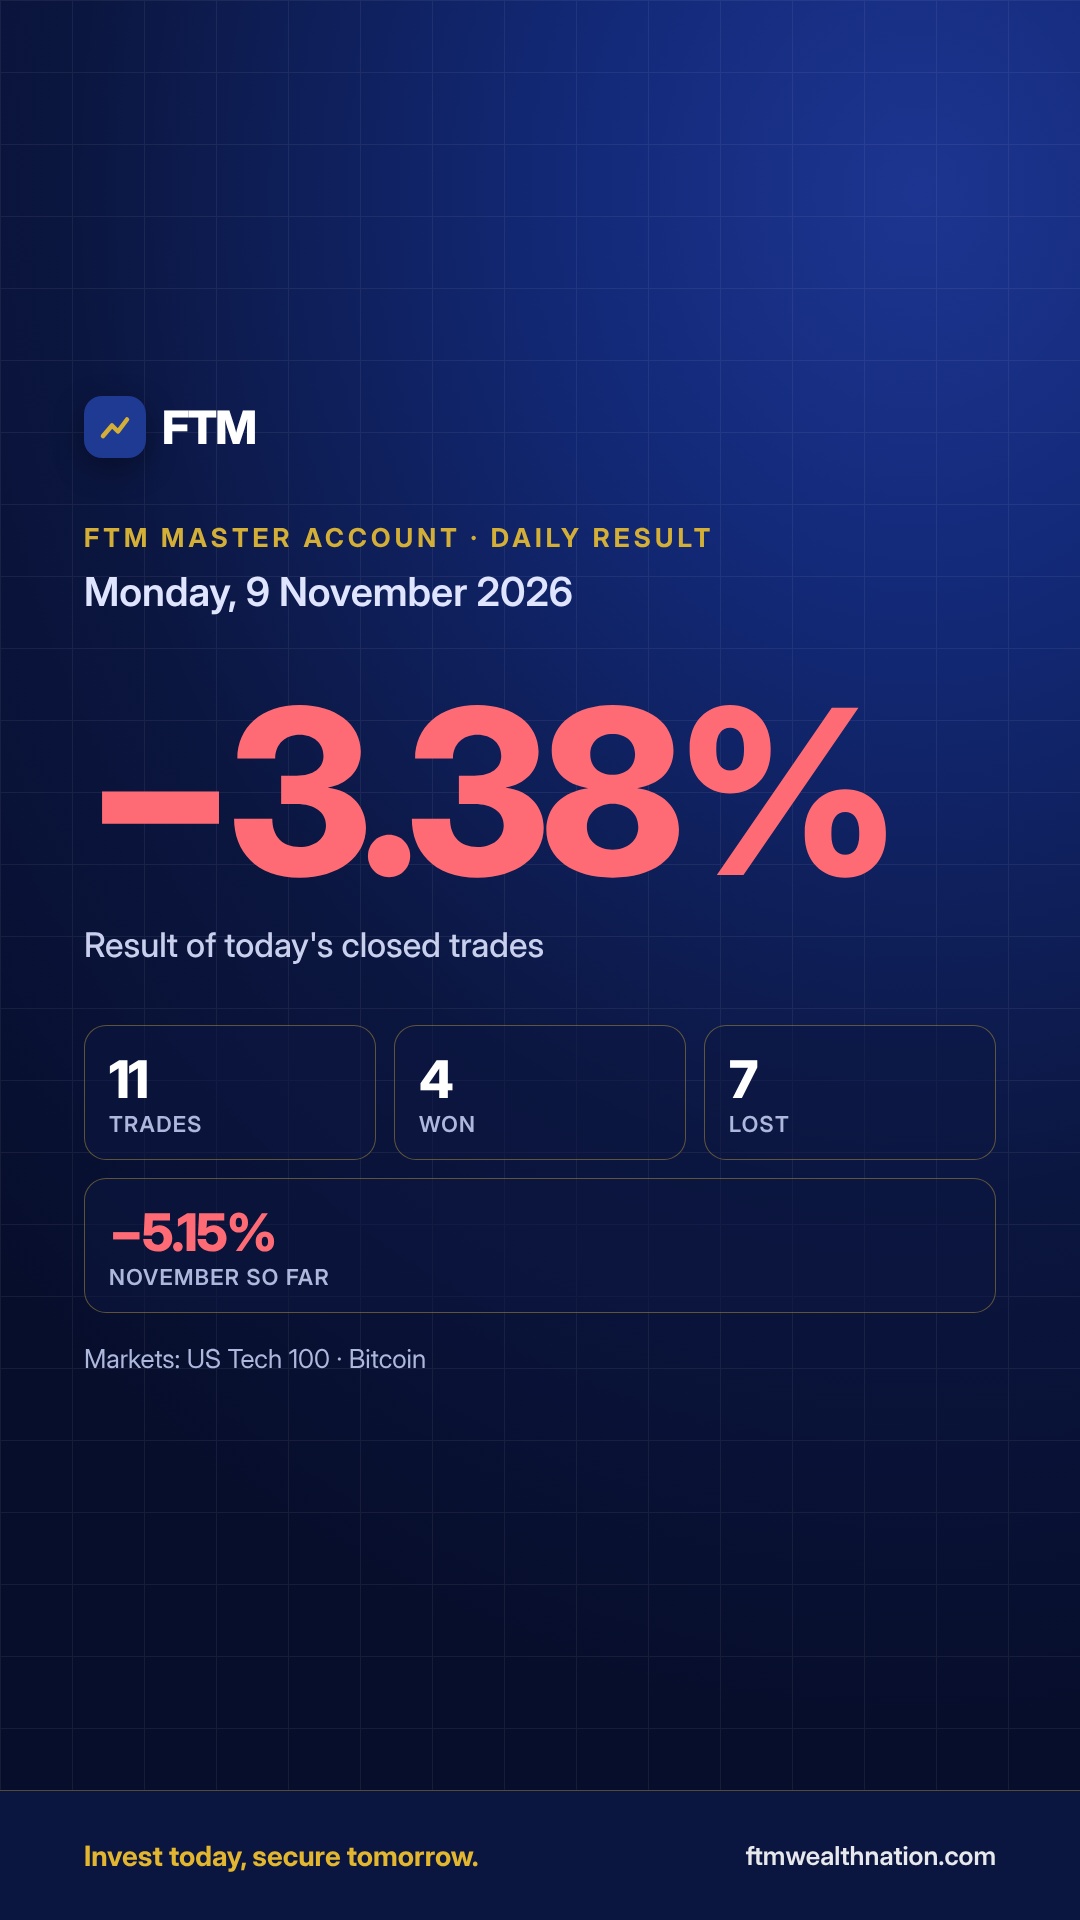 FTM
FTM MASTER ACCOUNT · DAILY RESULT
Monday, 9 November 2026
−3.38%
Result of today's closed trades
11
TRADES
4
WON
7
LOST
−5.15%
NOVEMBER SO FAR
Markets: US Tech 100 · Bitcoin
Invest today, secure tomorrow.
ftmwealthnation.com